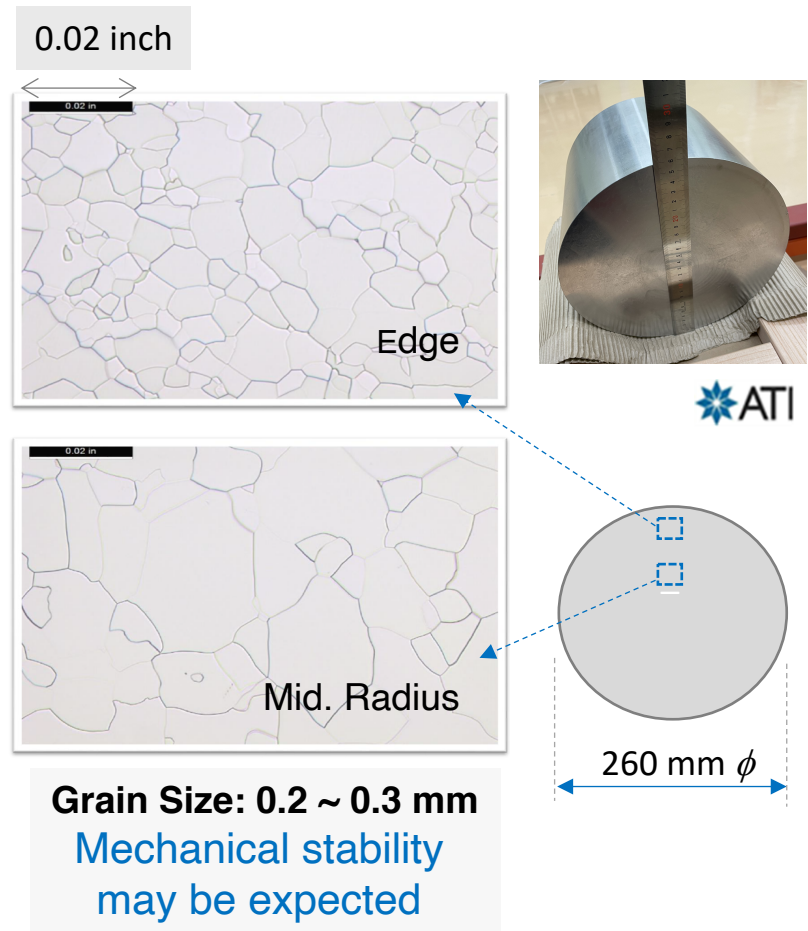 0.02 inch
0.02 in
Edge
ATI
0.02 in
Mid. Radius
260 mm ϕ
Grain Size: 0.2 ~ 0.3 mm
Mechanical stability
may be expected